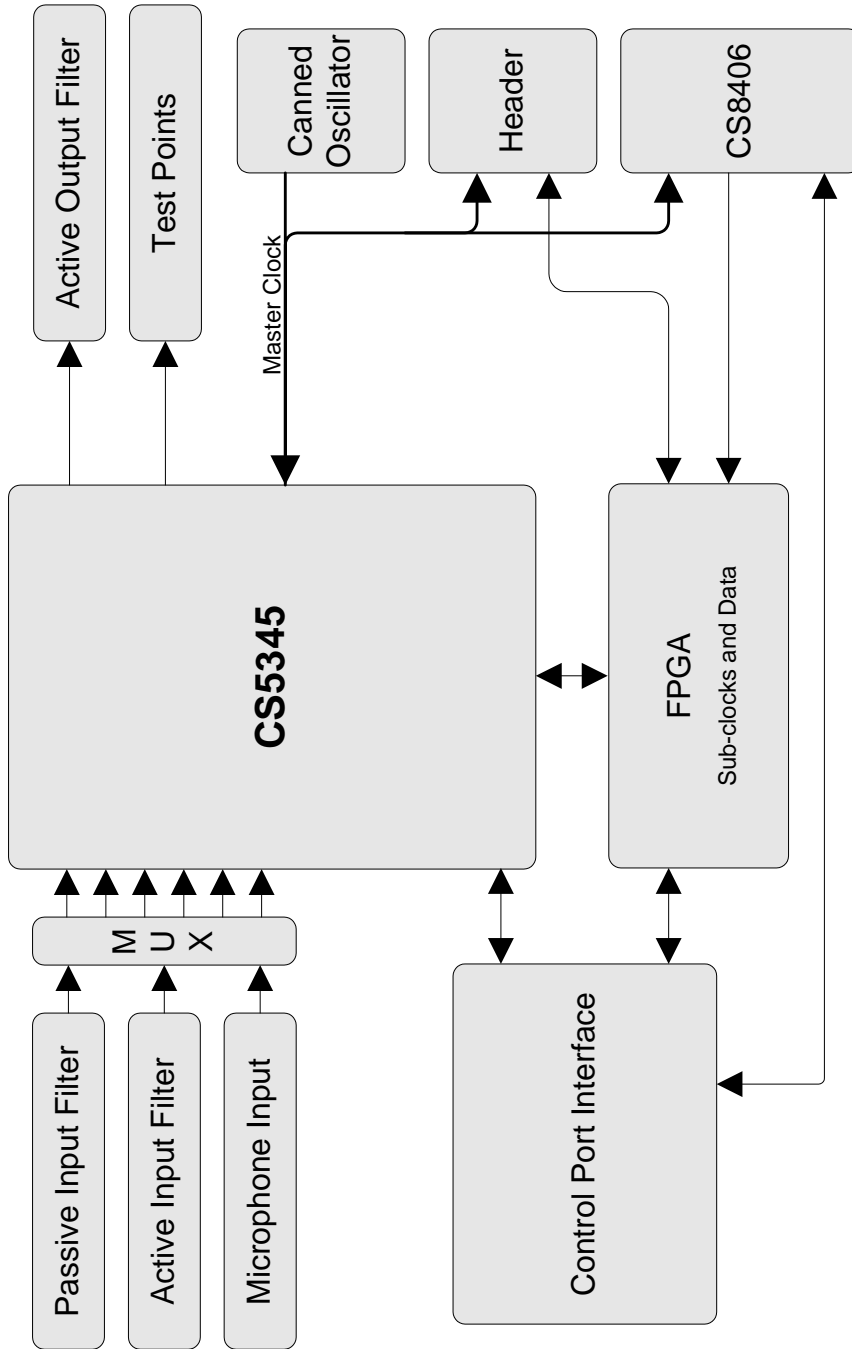 Passive Input Filter
Active Input Filter
Microphone Input
M
U
X
CS5345
Active Output Filter
Test Points
Master Clock
Canned
Oscillator
Header
CS8406
Control Port Interface
FPGA
Sub-clocks and Data